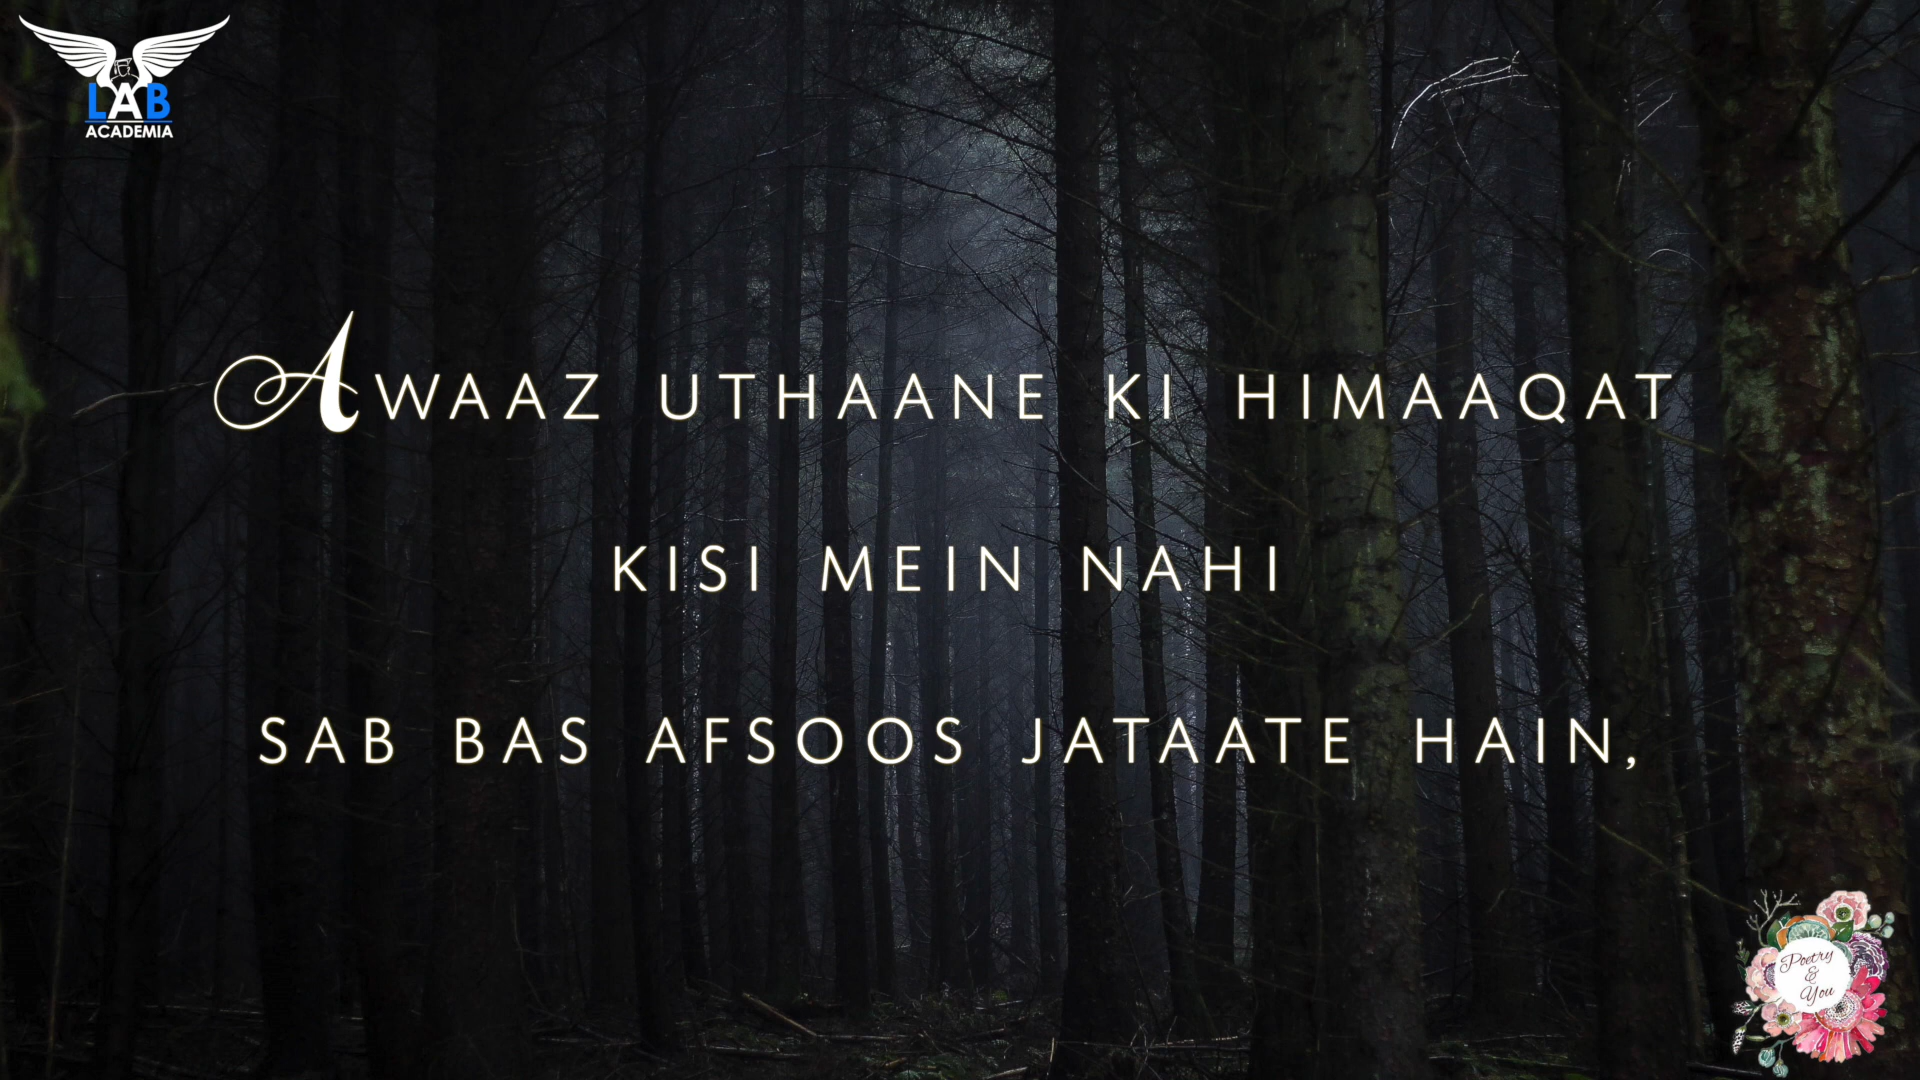 LAB
ACADEMIA
AWAAZ UTHAANE KI HIMAAQAT
KISI MEIN NAHI
SAB BAS AFSOOS JATAATE HAIN,
Poetry
&
You